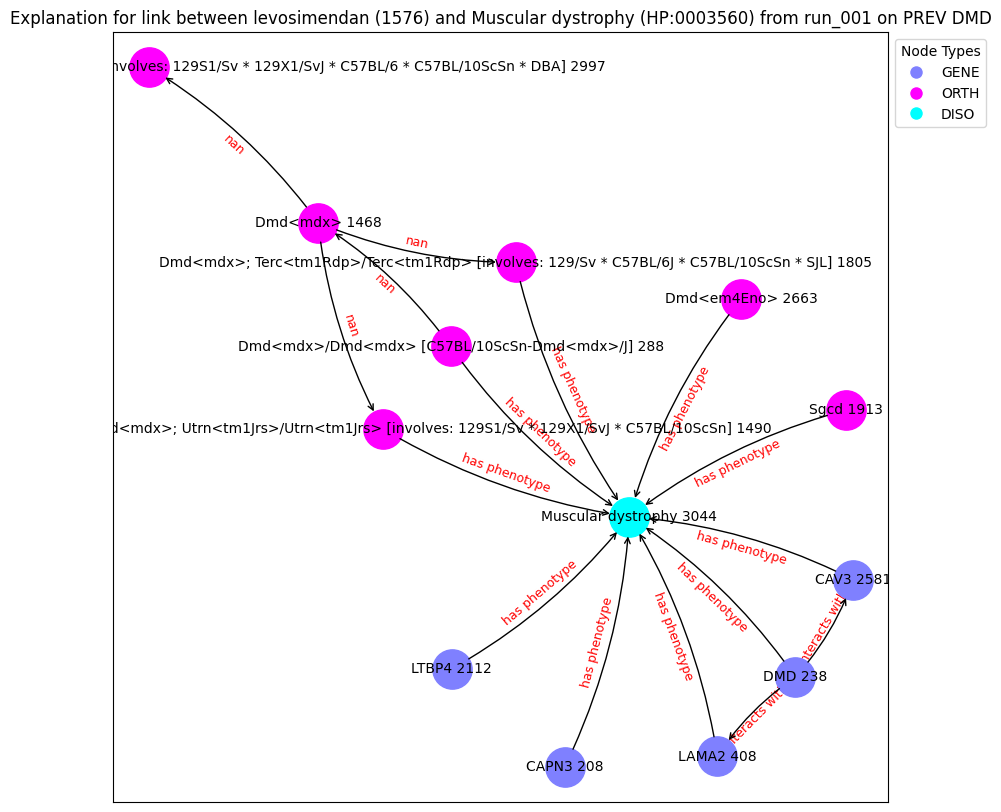 Explanation for link between levosimendan (1576) and Muscular dystrophy (HP:0003560) from run_001 on PREV DMD
Node Types
GENE
ORTH
DISO
nvolves: 129S1/Sv * 129X1/SvJ * C57BL/6 * C57BL/10ScSn * DBA] 2997
nan
Dmd<mdx> 1468
nan
Dmd<mdx>; Terc<tm1Rdp>/Terc<tm1Rdp> [involves: 129/Sv * C57BL/6J * C57BL/10ScSn * SJL] 1805
nan
Dmd<em4Eno> 2663
nan
Dmd<mdx>/Dmd<mdx> [C57BL/10ScSn-Dmd<mdx>/J] 288
has phenotype
has phenotype
has phenotype
Sgcd 1913
d<mdx>; Utrn<tm1Jrs>/Utrn<tm1Jrs> [involves: 129S1/Sv * 129X1/SvJ * C57BL/10ScSn] 1490
has phenotype
has phenotype
Muscular dystrophy 3044
has phenotype
CAV3 2581
has phenotype
has phenotype
has phenotype
has phenotype
interacts with
LTBP4 2112
DMD 238
interacts with
LAMA2 408
CAPN3 208